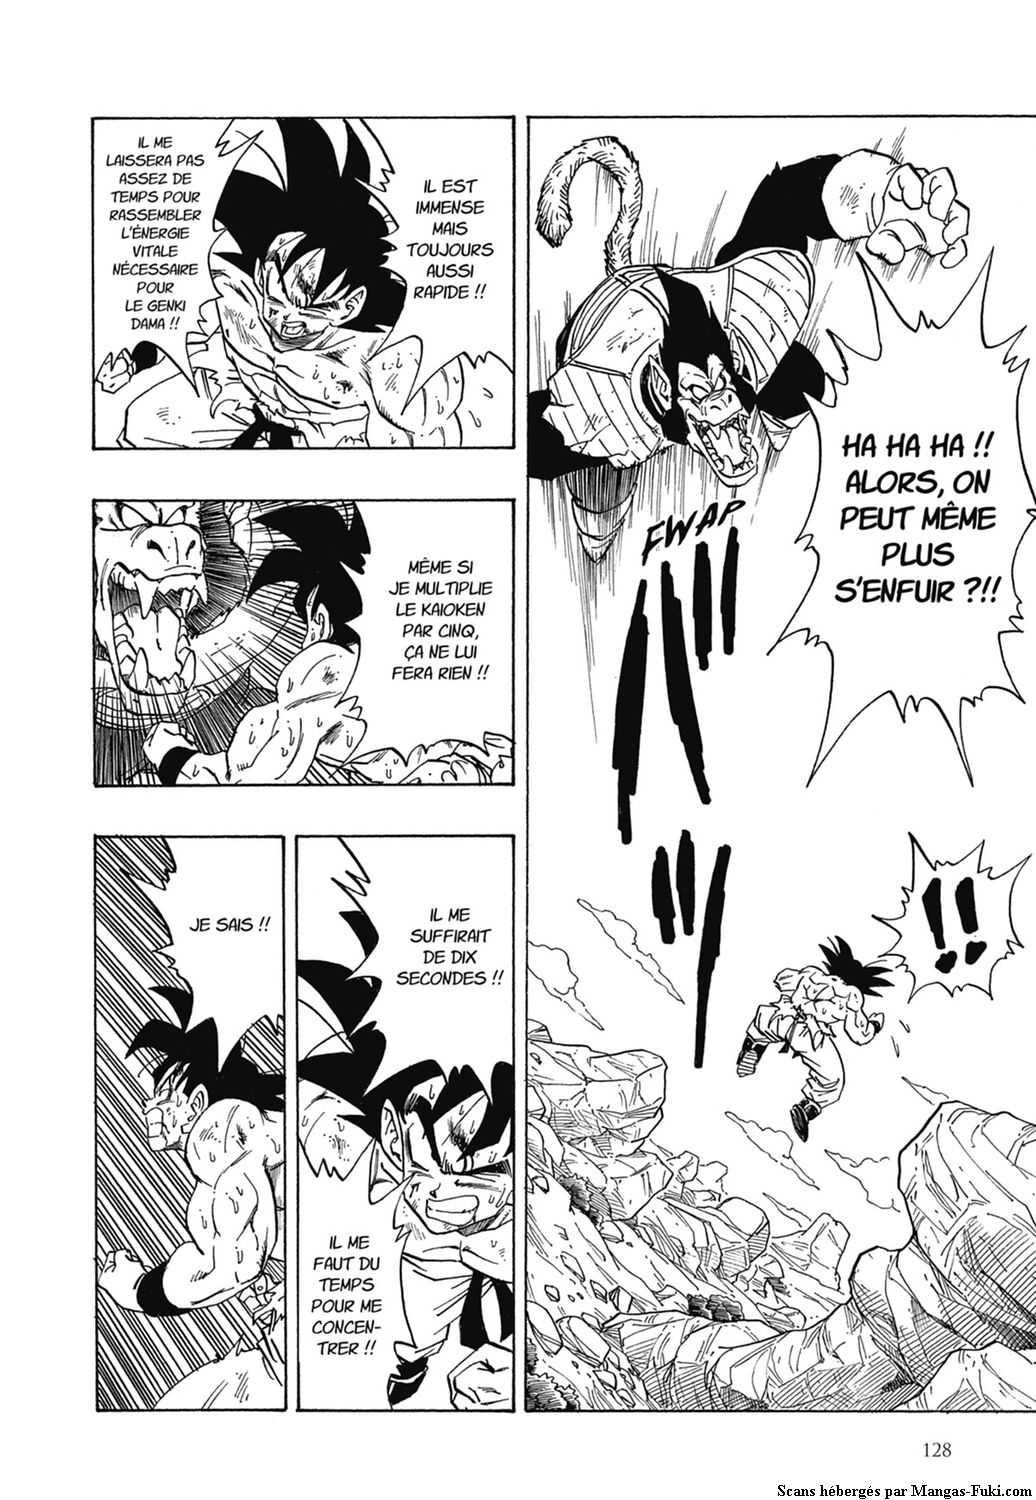 HA HA HA !!
ALORS, ON
PEUT MÊME
PLUS
S'ENFUIR ?!!
FWAP
!!
IL EST
IMMENSE
MAIS
TOUJOURS
AUSSI
RAPIDE !!
IL ME
LAISSERA PAS
ASSEZ DE
TEMPS POUR
RASSEMBLER
L'ÉNERGIE
VITALE
NÉCESSAIRE
POUR
LE GENKI
DAMA !!
MÊME SI
JE MULTIPLIE
LE KAIOKEN
PAR CINQ,
ÇA NE LUI
FERA RIEN !!
IL ME
SUFFIRAIT
DE DIX
SECONDES !!
IL ME
FAUT DU
TEMPS
POUR ME
CONCEN-
TRER !!
JE SAIS !!
128
Scans hébergés par Mangas-Fuki.com